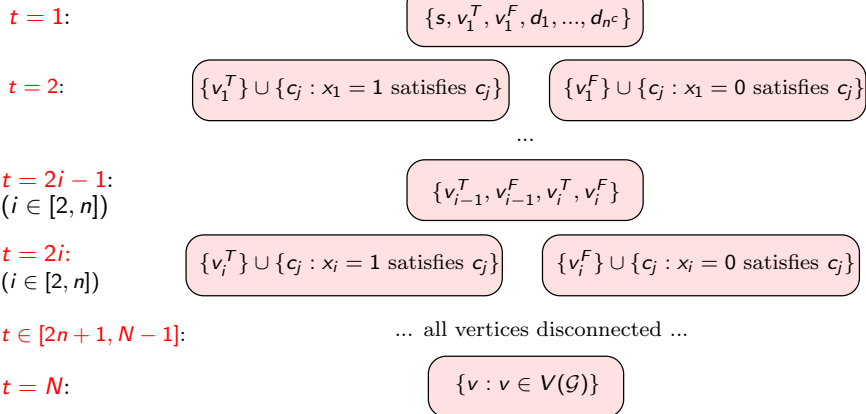 t = 1: {s, v_1^T, v_1^F, d_1, ..., d_{n^c}}
t = 2: {v_1^T} ∪ {c_j : x_1 = 1 satisfies c_j} {v_1^F} ∪ {c_j : x_1 = 0 satisfies c_j}
...
t = 2i − 1: {v_{i−1}^T, v_{i−1}^F, v_i^T, v_i^F}
(i ∈ [2, n])
t = 2i: {v_i^T} ∪ {c_j : x_i = 1 satisfies c_j} {v_i^F} ∪ {c_j : x_i = 0 satisfies c_j}
(i ∈ [2, n])
t ∈ [2n + 1, N − 1]: ... all vertices disconnected ...
t = N: {v : v ∈ V(𝒢)}